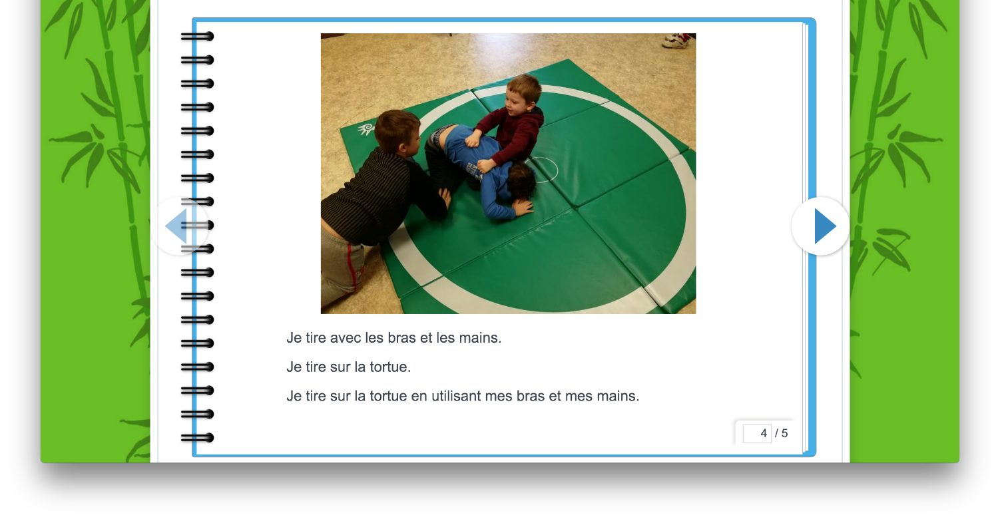 Je tire avec les bras et les mains.
Je tire sur la tortue.
Je tire sur la tortue en utilisant mes bras et mes mains.
4 / 5